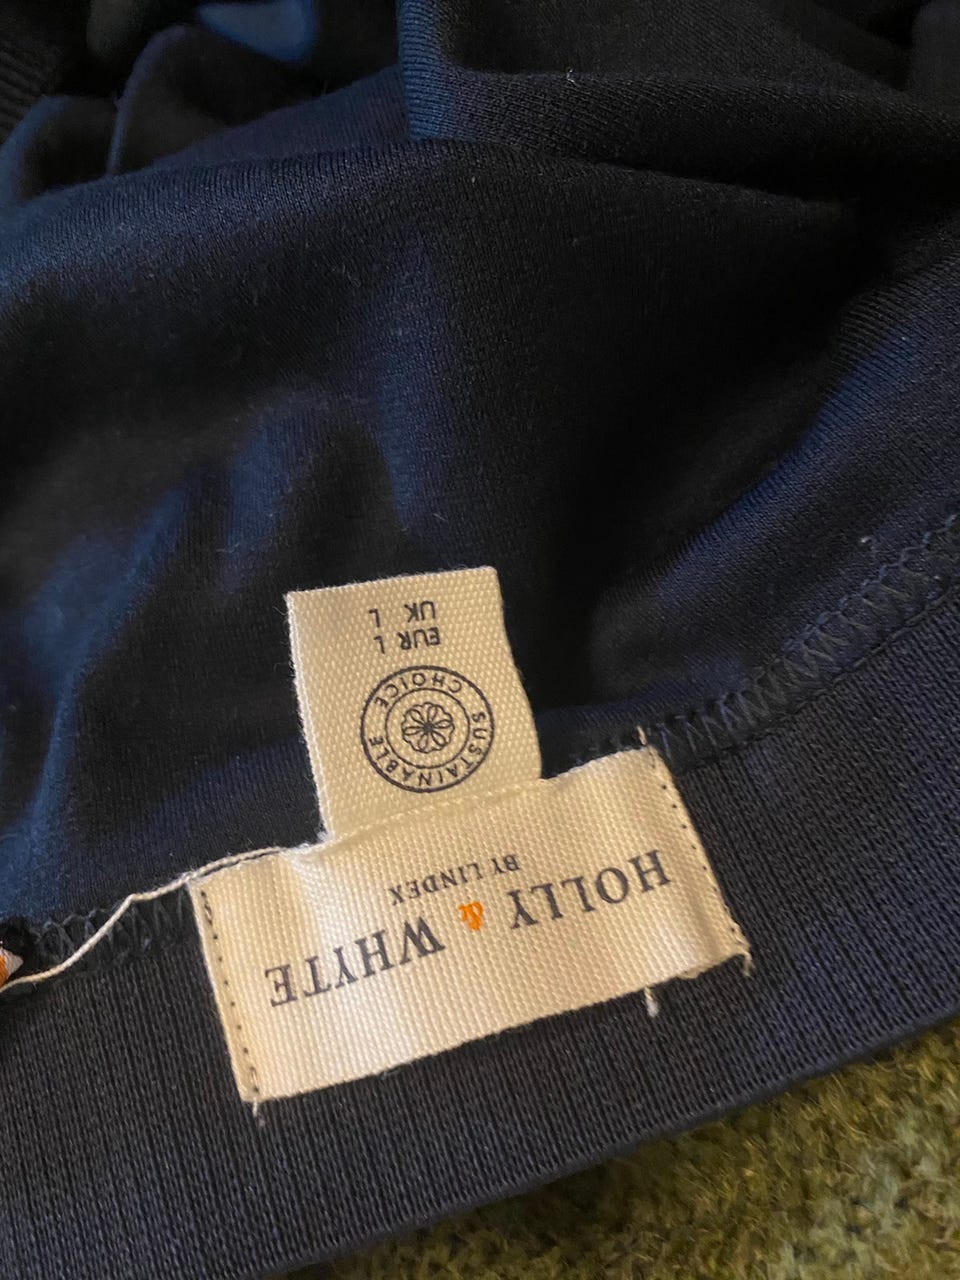 HOLLY & WHYTE
BY LINDEX
SUSTAINABLE CHOICE
EUR L
UK L